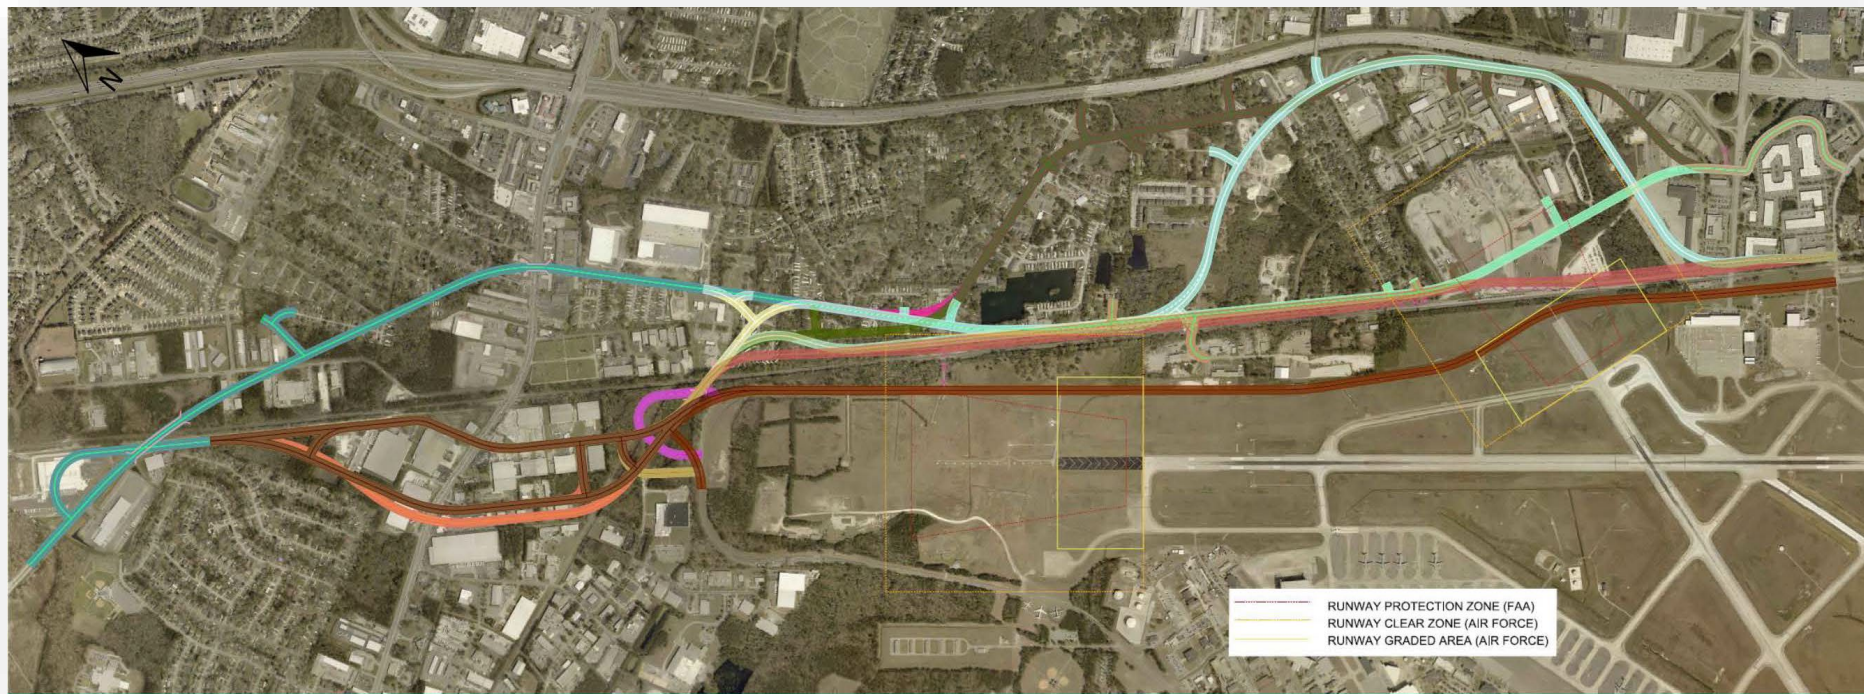 N
RUNWAY PROTECTION ZONE (FAA)
RUNWAY CLEAR ZONE (AIR FORCE)
RUNWAY GRADED AREA (AIR FORCE)